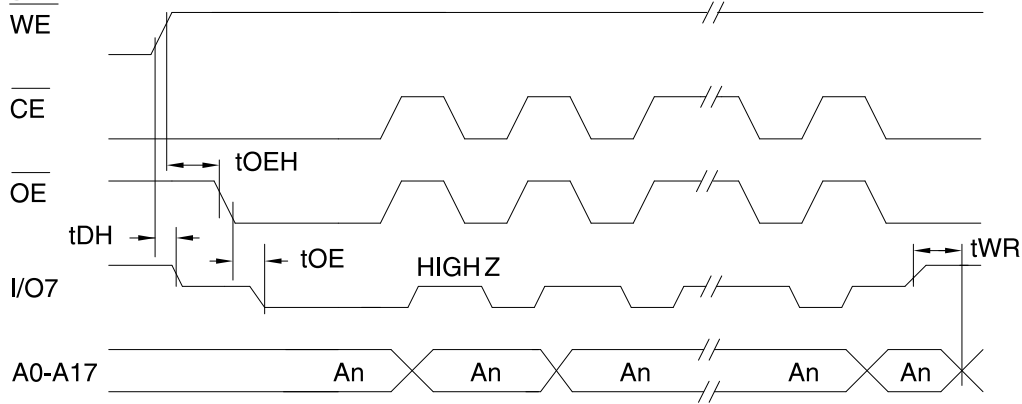 WE
CE
tOEH
OE
tDH
tOE
HIGH Z
tWR
I/O7
A0-A17
An An An An An